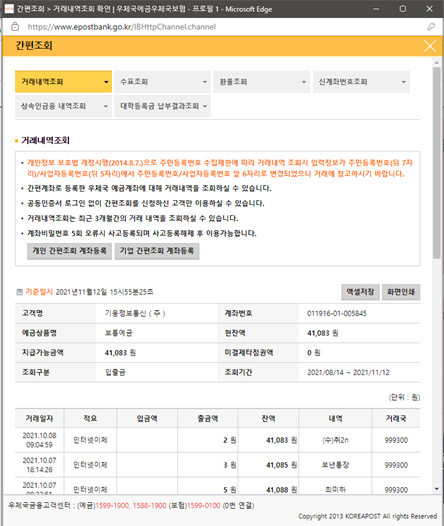 간편조회 > 거래내역조회 확인 | 우체국예금우체국보험 - 프로필 1 - Microsoft Edge
https://www.epostbank.go.kr/IBHttpChannel.channel
간편조회
거래내역조회 수표조회 환율조회 신계좌번호조회
상속인금융 내역조회 대학등록금 납부결과조회
거래내역조회
• 개인정보 보호법 개정시행(2014.8.7.)으로 주민등록번호 수집제한에 따라 거래내역 조회시 입력정보가 주민등록번호(뒤 7자
리)/사업자등록번호(뒤 5자리)에서 주민등록번호/사업자등록번호 앞 6자리로 변경되었으니 거래에 참고하시기 바랍니다.
• 간편계좌로 등록한 우체국 예금계좌에 대해 거래내역을 조회하실 수 있습니다.
• 공동인증서 로그인 없이 간편조회를 신청하신 고객만 이용하실 수 있습니다.
• 거래내역조회는 최근 3개월간의 거래 내역을 조회하실 수 있습니다.
• 계좌비밀번호 5회 오류시 사고등록되며 사고등록해제 후 이용가능합니다.
개인 간편조회 계좌등록 기업 간편조회 계좌등록
기준일시 2021년11월12일 15시55분25초 엑셀저장 화면인쇄
고객명 기웅정보통신 ( 주 ) 계좌번호 011916-01-005845
예금상품명 보통예금 현잔액 41,083 원
지급가능금액 41,083 원 미결제타점권액 0 원
조회구분 입출금 조회기간 2021/08/14 ~ 2021/11/12
(단위 : 원)
거래일자 적요 입금액 출금액 잔액 내역 거래국
2021.10.08
09:04:59 인터넷이체 2 원 41,083 원 (수)취2n 999300
2021.10.07
18:14:26 인터넷이체 3 원 41,085 원 보낸통장 999300
2021.10.07
인터넷이체 5 원 41,088 원 최미하 999300
우체국금융고객센터 : (예금)1599-1900, 1588-1900 (보험)1599-0100 (0번 연결)
Copyright 2013 KOREAPOST All rights Reserved